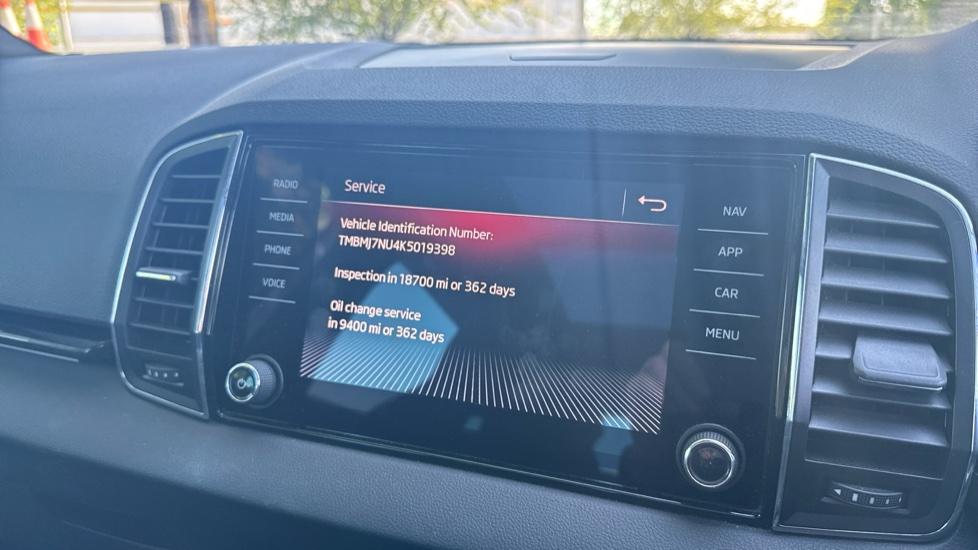 RADIO
MEDIA
PHONE
VOICE
Service
Vehicle Identification Number:
TMBMJ7NU4K5019398
Inspection in 18700 mi or 362 days
Oil change service
in 9400 mi or 362 days
NAV
APP
CAR
MENU